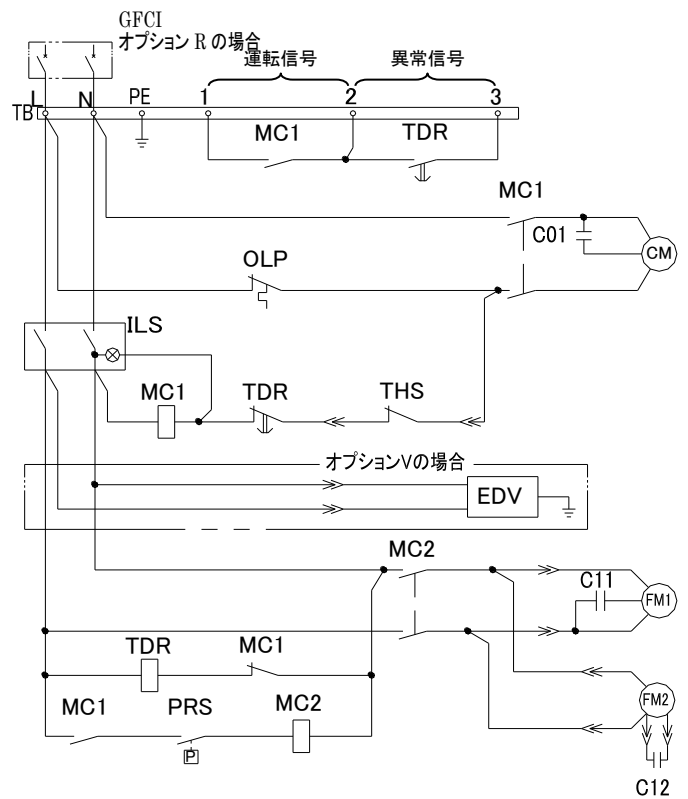 GFCI
オプション R の場合
運転信号
異常信号
L
N
PE
1
2
3
TB
MC1
TDR
MC1
C01
CM
OLP
ILS
MC1
TDR
THS
オプションVの場合
EDV
MC2
C11
FM1
TDR
MC1
FM2
MC1
PRS
MC2
P
C12